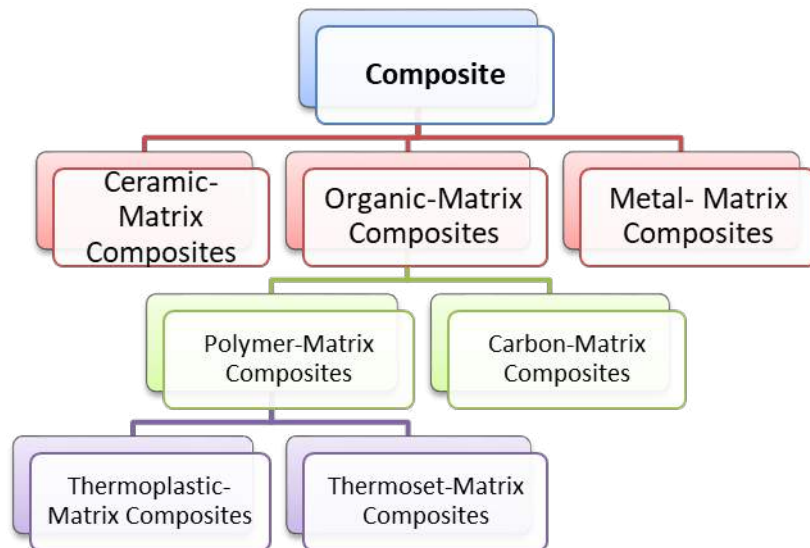 Composite
Ceramic-
Matrix
Composites
Organic-Matrix
Composites
Metal- Matrix
Composites
Polymer-Matrix
Composites
Carbon-Matrix
Composites
Thermoplastic-
Matrix Composites
Thermoset-Matrix
Composites